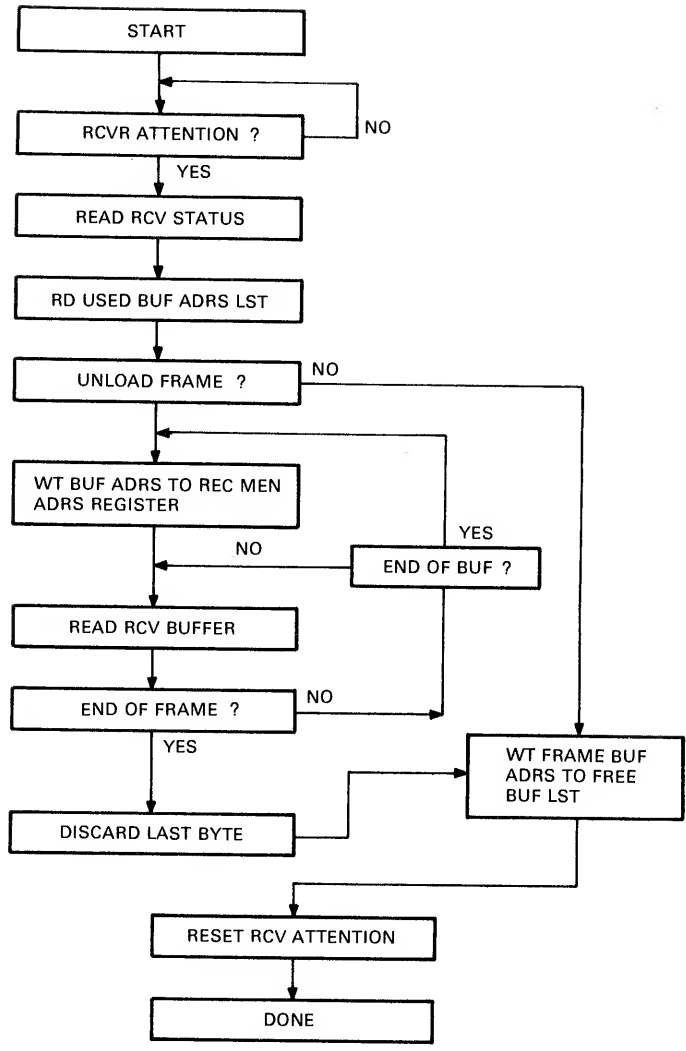 START
RCVR ATTENTION ?
NO
YES
READ RCV STATUS
RD USED BUF ADRS LST
UNLOAD FRAME ?
NO
WT BUF ADRS TO REC MEN
ADRS REGISTER
YES
NO
END OF BUF ?
READ RCV BUFFER
END OF FRAME ?
NO
YES
WT FRAME BUF
ADRS TO FREE
BUF LST
DISCARD LAST BYTE
RESET RCV ATTENTION
DONE